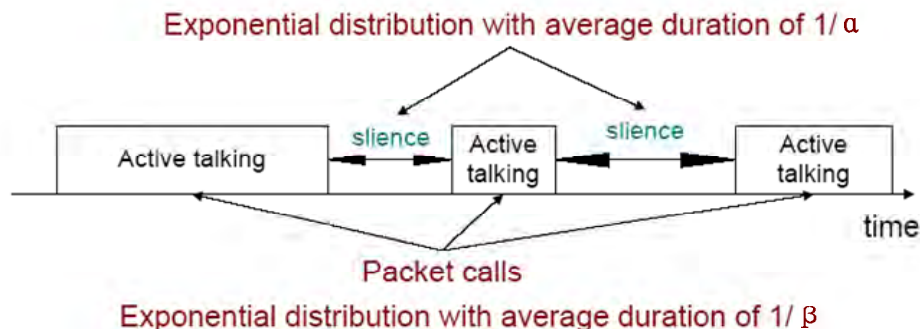 Exponential distribution with average duration of 1/ α
Active talking
slience
Active
talking
slience
Active
talking
time
Packet calls
Exponential distribution with average duration of 1/ β